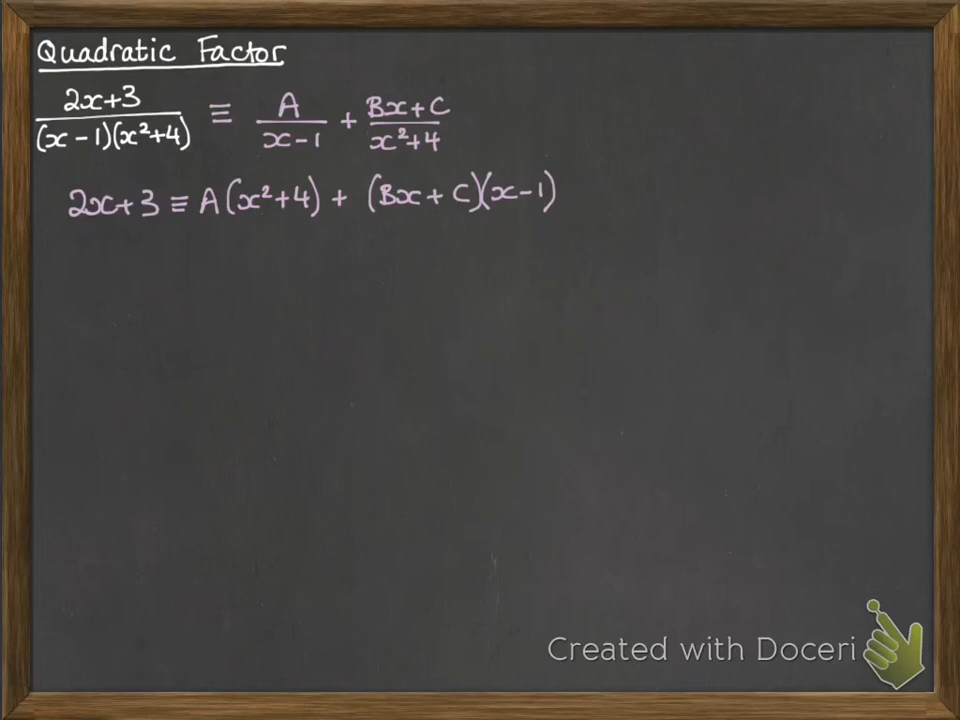 Quadratic Factor
2x+3/(x-1)(x²+4) ≡ A/x-1 + Bx+C/x²+4
2x+3 ≡ A(x²+4) + (Bx+C)(x-1)
Created with Doceri